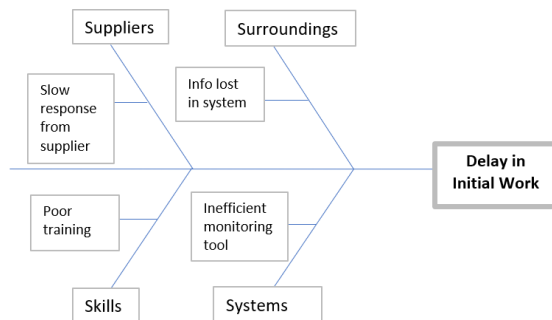 Suppliers
Surroundings
Slow
response
from
supplier
Info lost
in system
Delay in
Initial Work
Poor
training
Inefficient
monitoring
tool
Skills
Systems